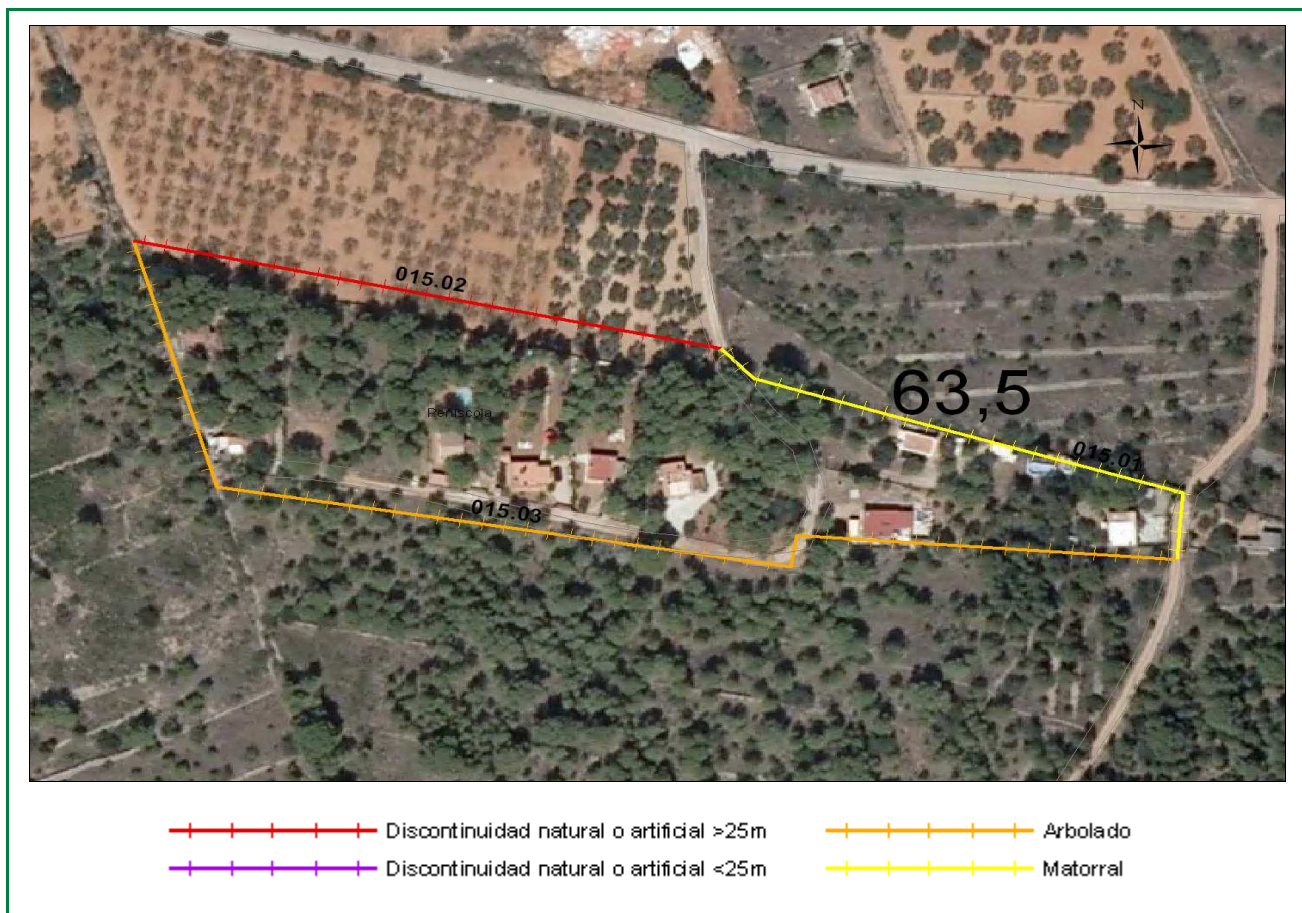 N
015.02
63,5
Peñíscola
015.01
015.03
Discontinuidad natural o artificial >25m
Arbolado
Discontinuidad natural o artificial <25m
Matorral